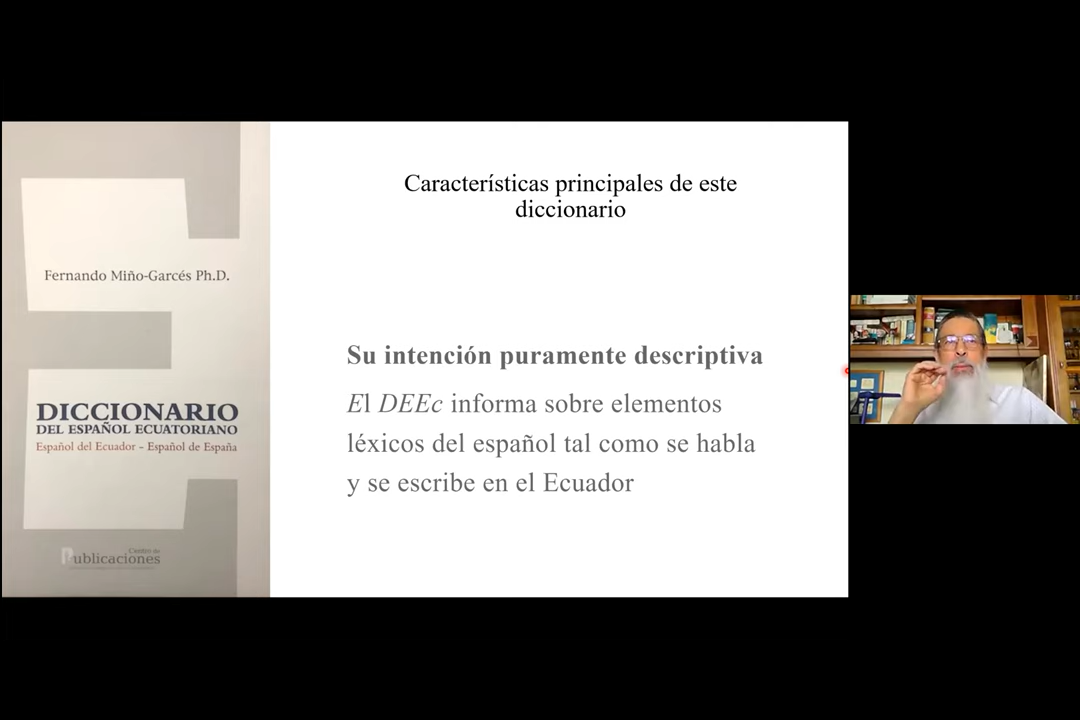 Fernando Miño-Garcés Ph.D.
DICCIONARIO
DEL ESPAÑOL ECUATORIANO
Español del Ecuador - Español de España
Centro de
Publicaciones
Características principales de este
diccionario
Su intención puramente descriptiva
El DEEc informa sobre elementos
léxicos del español tal como se habla
y se escribe en el Ecuador